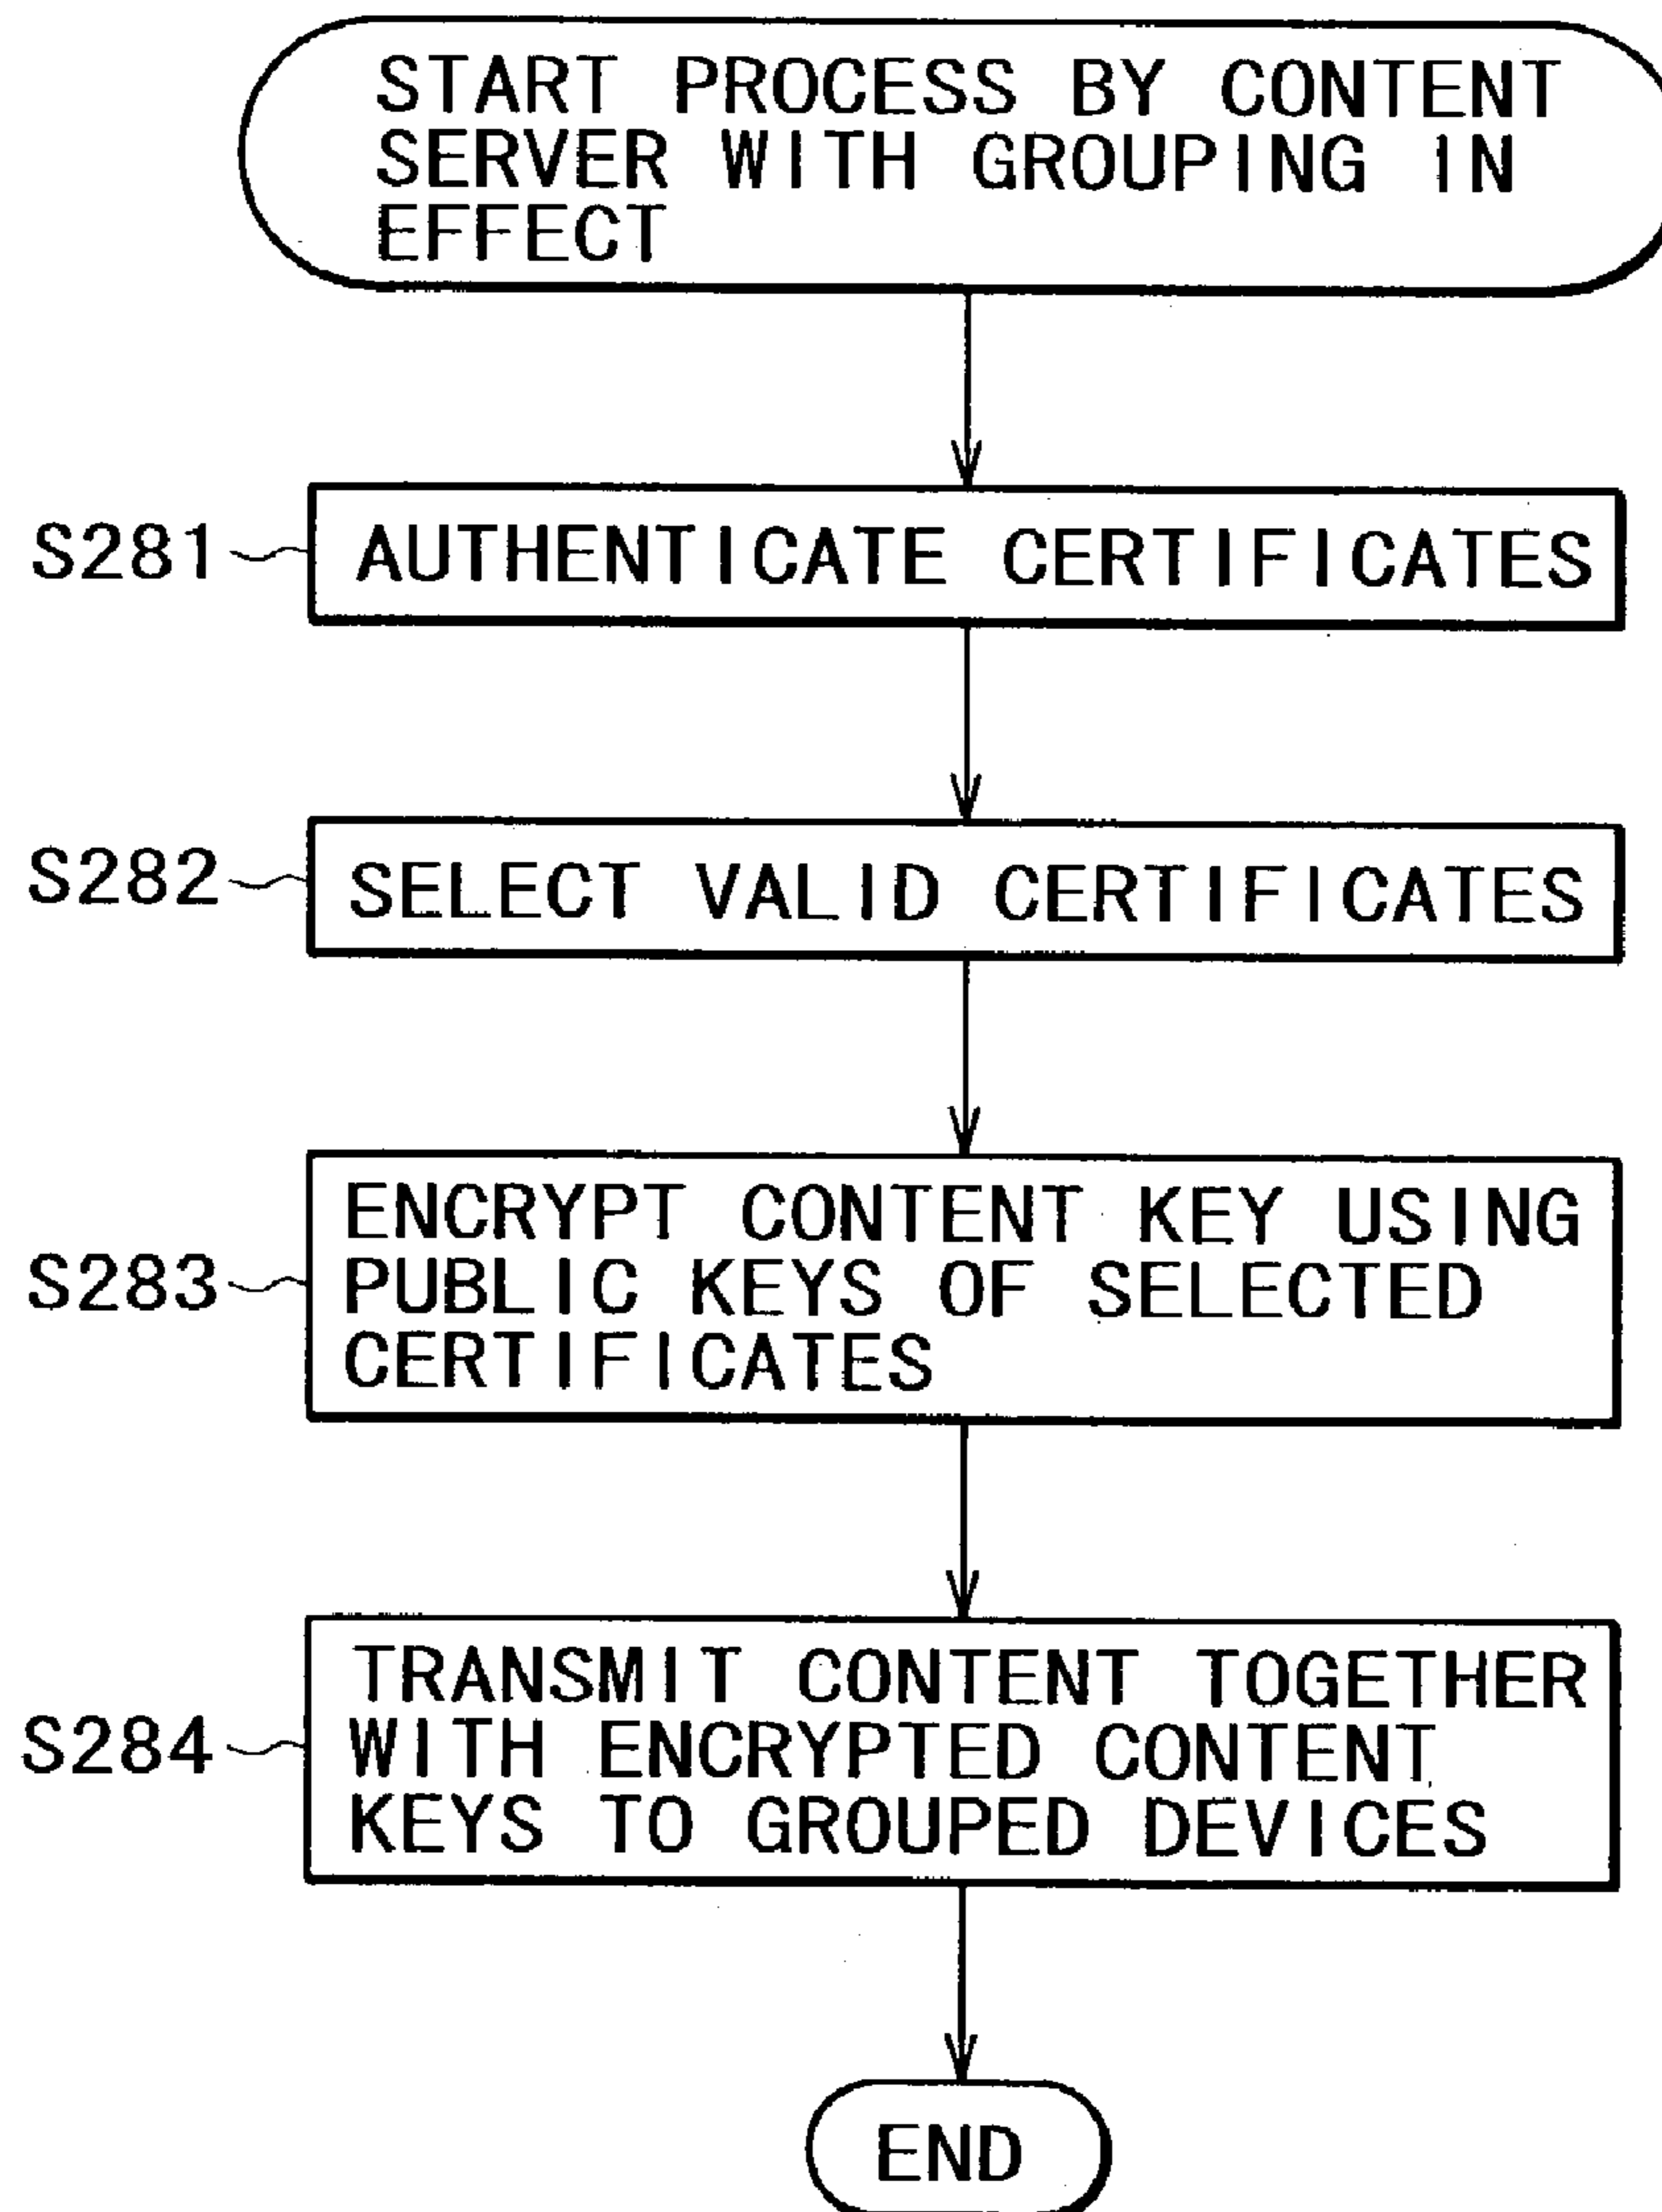 START PROCESS BY CONTENT
SERVER WITH GROUPING IN
EFFECT
S281
AUTHENTICATE CERTIFICATES
S282
SELECT VALID CERTIFICATES
S283
ENCRYPT CONTENT KEY USING
PUBLIC KEYS OF SELECTED
CERTIFICATES
S284
TRANSMIT CONTENT TOGETHER
WITH ENCRYPTED CONTENT
KEYS TO GROUPED DEVICES
END